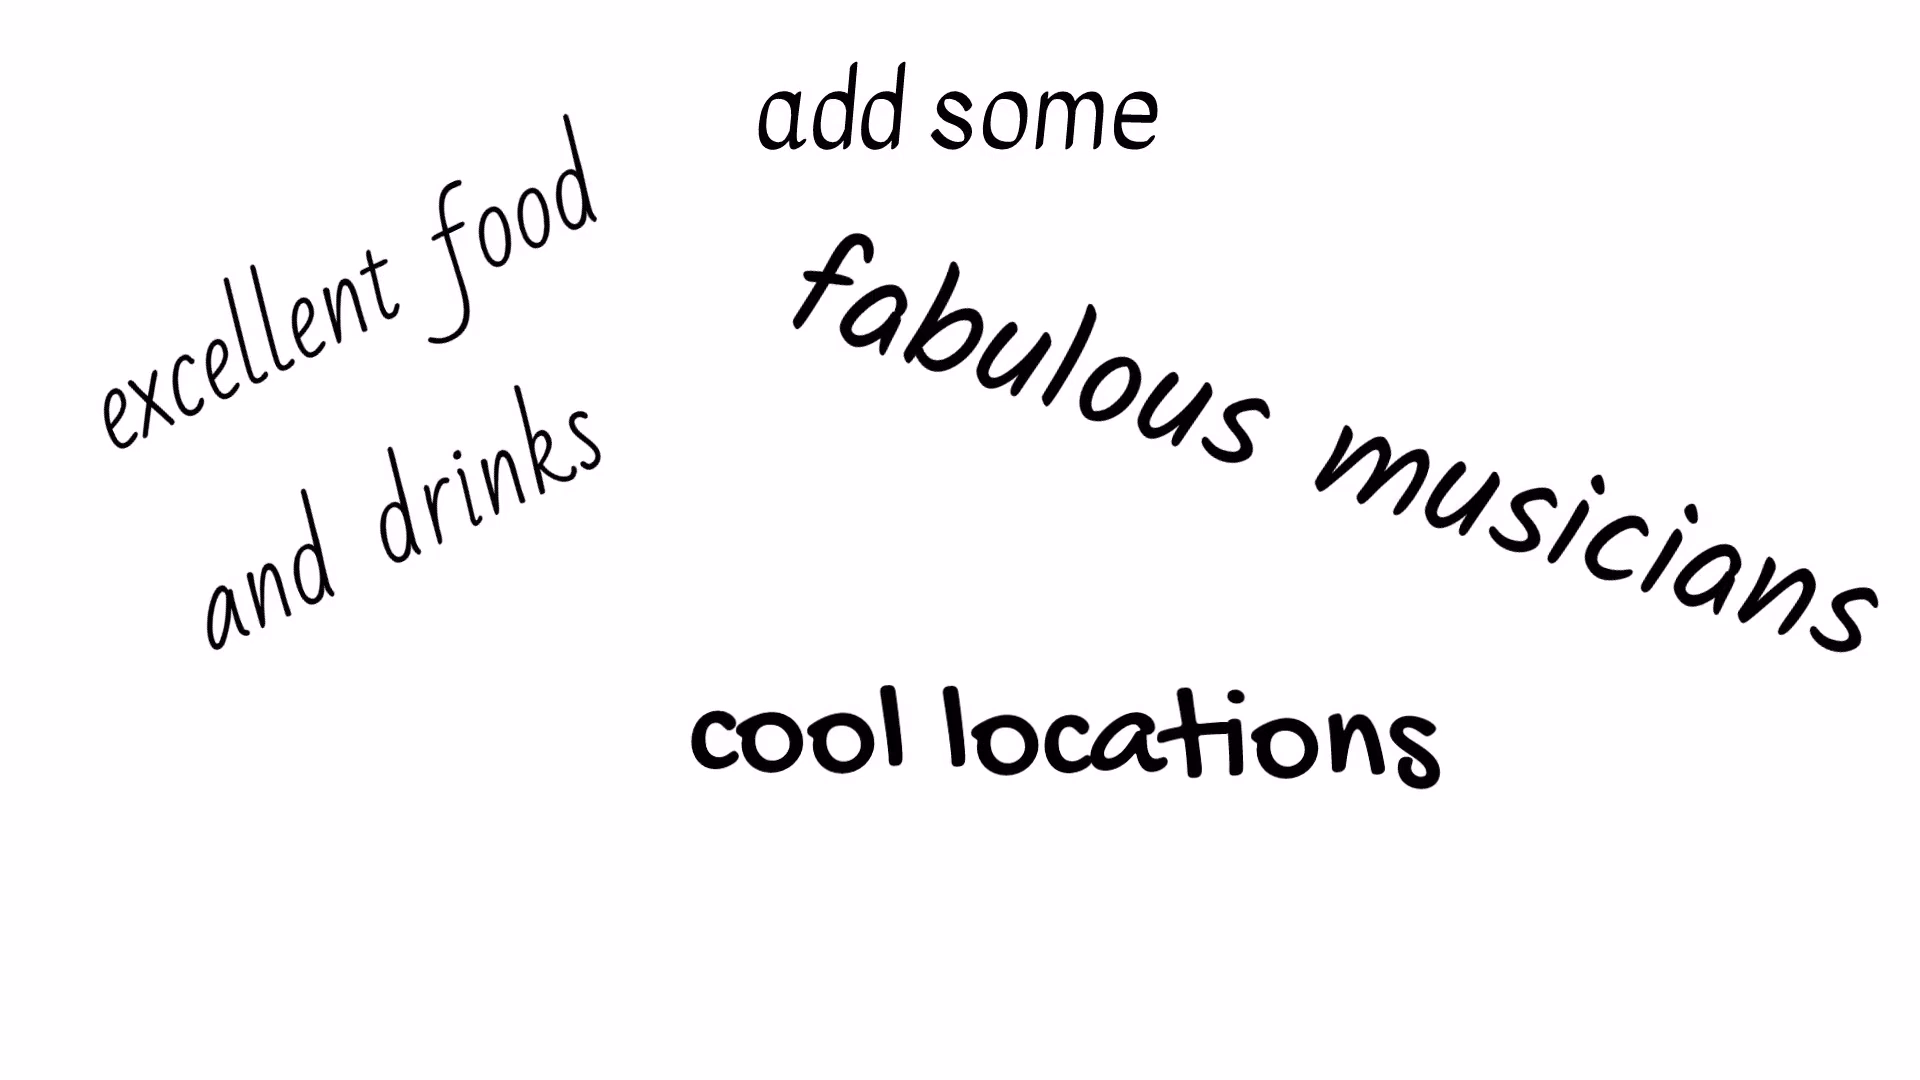 add some
excellent food
and drinks
fabulous musicians
cool locations